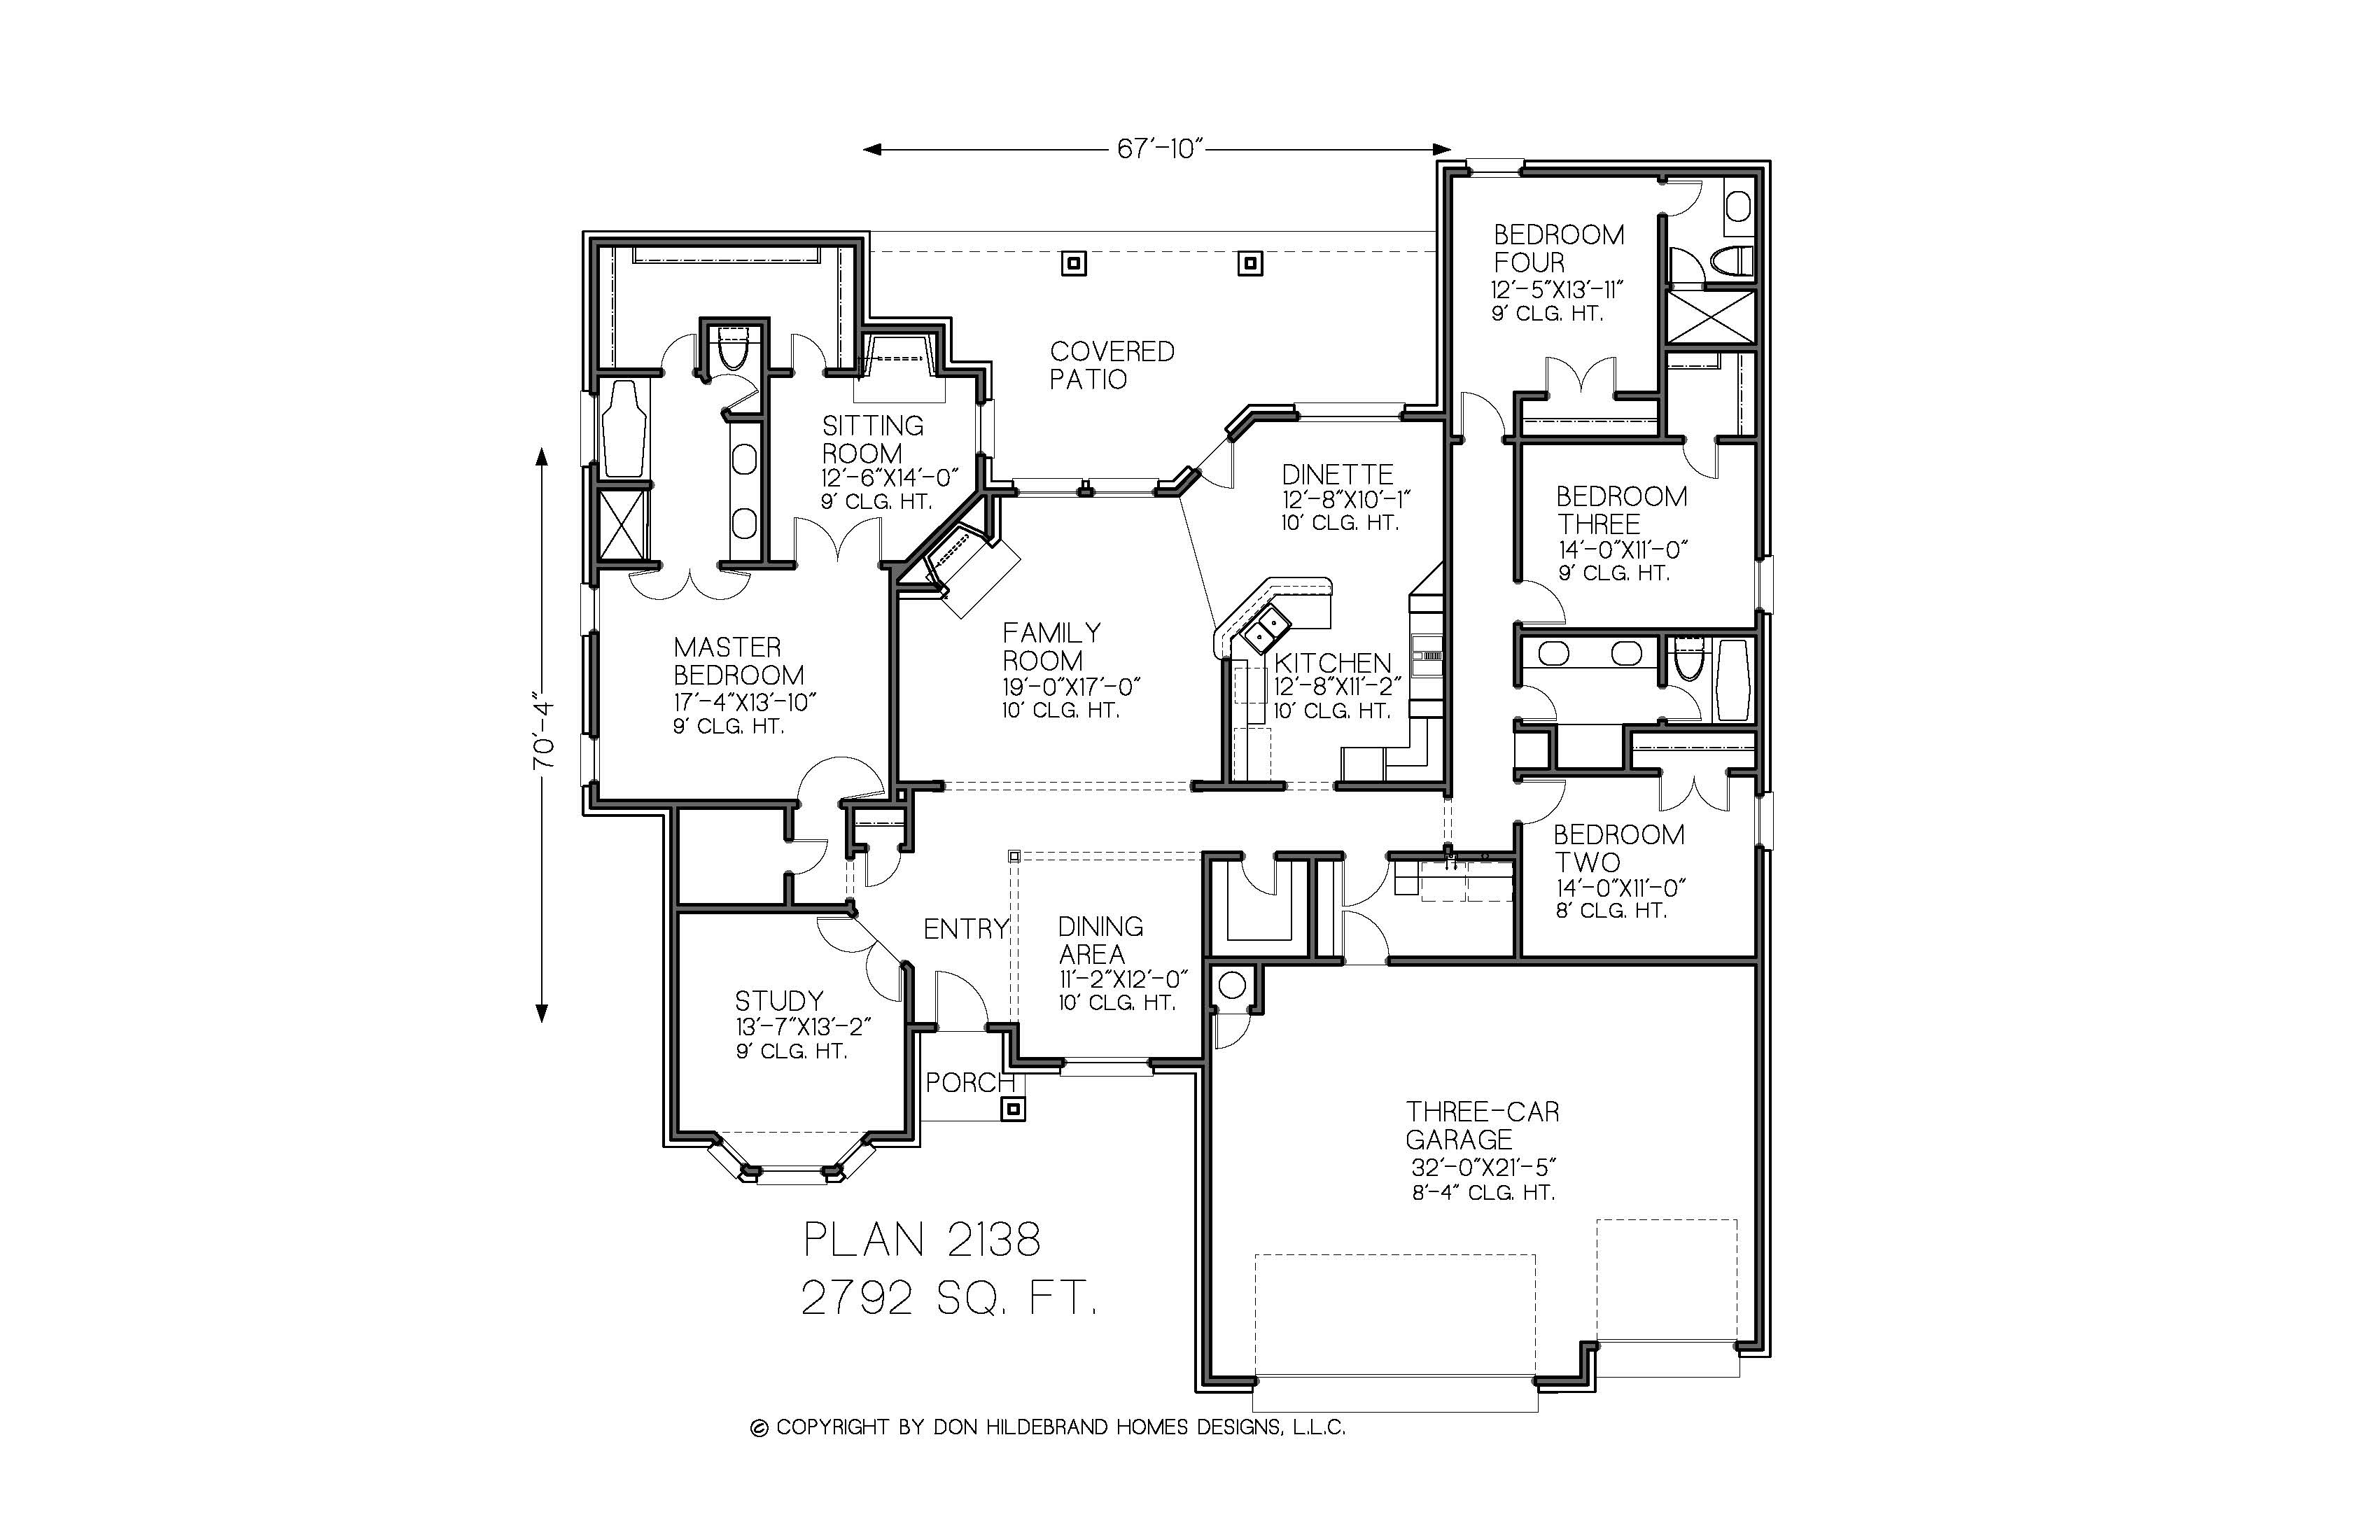 67'-10"
BEDROOM
FOUR
12'-5"X13'-11"
9' CLG. HT.
COVERED
PATIO
SITTING
ROOM
12'-6"X14'-0"
9' CLG. HT.
DINETTE
12'-8"X10'-1"
10' CLG. HT.
BEDROOM
THREE
14'-0"X11'-0"
9' CLG. HT.
MASTER
BEDROOM
17'-4"X13'-10"
9' CLG. HT.
FAMILY
ROOM
19'-0"X17'-0"
10' CLG. HT.
KITCHEN
12'-8"X11'-2"
10' CLG. HT.
70'-4"
BEDROOM
TWO
14'-0"X11'-0"
8' CLG. HT.
ENTRY
DINING
AREA
11'-2"X12'-0"
10' CLG. HT.
STUDY
13'-7"X13'-2"
9' CLG. HT.
PORCH
THREE-CAR
GARAGE
32'-0"X21'-5"
8'-4" CLG. HT.
PLAN 2138
2792 SQ. FT.
© COPYRIGHT BY DON HILDEBRAND HOMES DESIGNS, L.L.C.